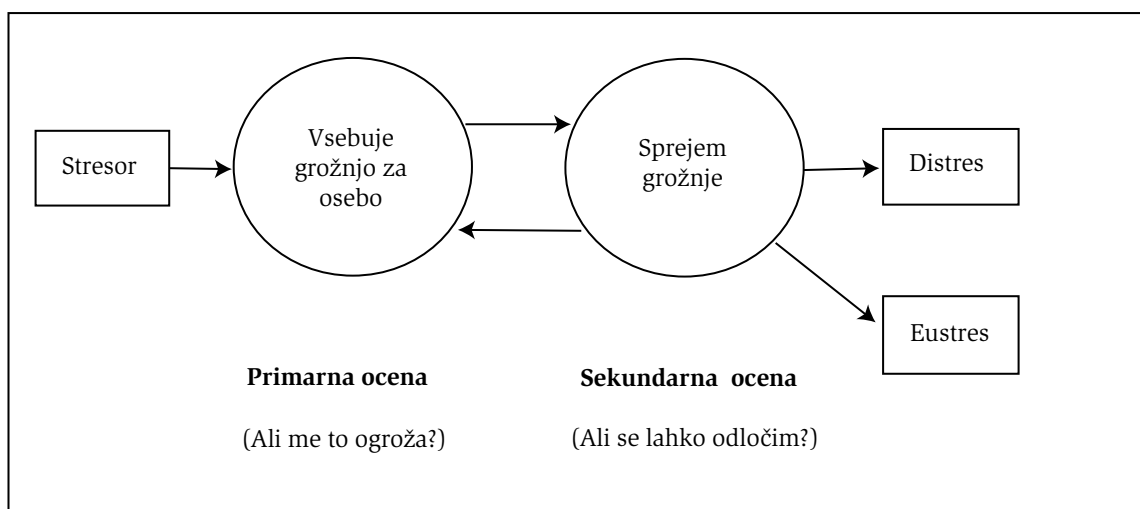 Stresor
Vsebuje
grožnjo za
osebo
Sprejem
grožnje
Distres
Eustres
Primarna ocena
Sekundarna  ocena
(Ali me to ogroža?)
(Ali se lahko odločim?)